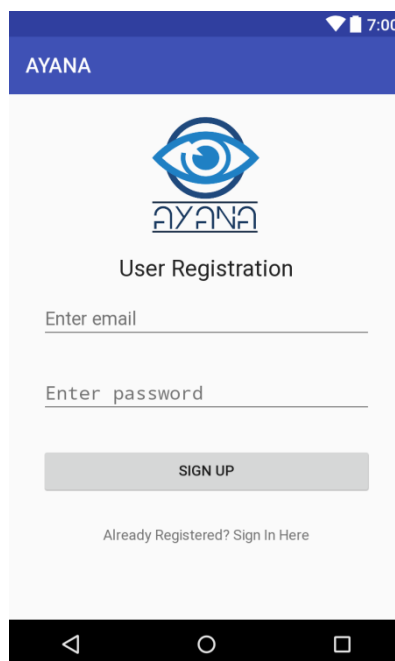 7:00
AYANA
AYANA
User Registration
Enter email
Enter password
SIGN UP
Already Registered? Sign In Here